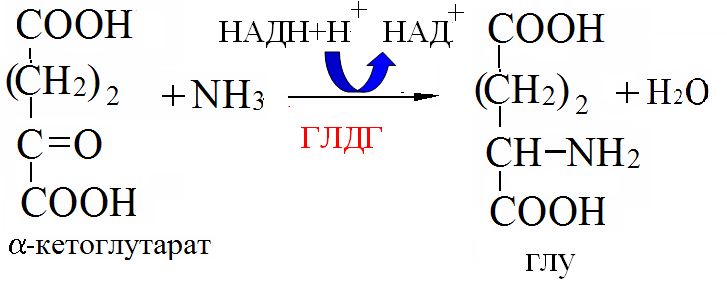 COOH
(CH2)2
C=O
COOH
α-кетоглутарат
+NH3
НАДН+Н+ НАД+
ГЛДГ
COOH
(CH2)2
CH-NH2
COOH
глу
+H2O